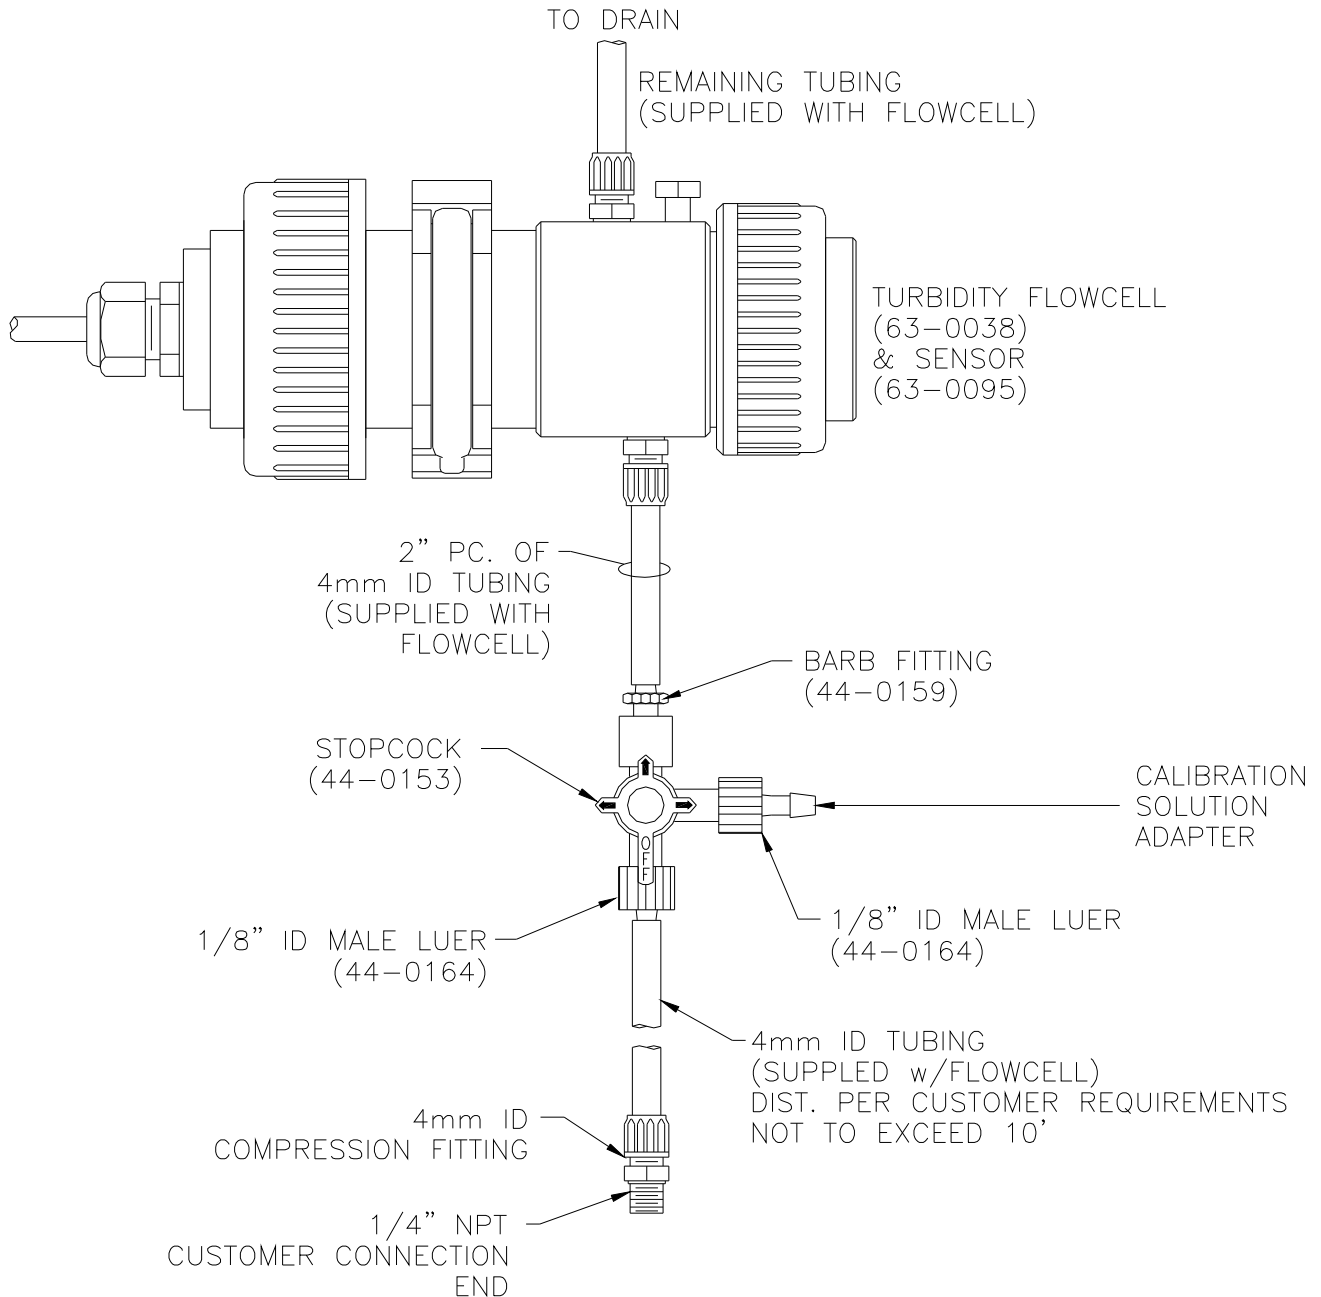 TO DRAIN
REMAINING TUBING
(SUPPLIED WITH FLOWCELL)
TURBIDITY FLOWCELL
(63-0038)
& SENSOR
(63-0095)
2” PC. OF
4mm ID TUBING
(SUPPLIED WITH
FLOWCELL)
BARB FITTING
(44-0159)
STOPCOCK
(44-0153)
CALIBRATION
SOLUTION
ADAPTER
OFF
1/8” ID MALE LUER
(44-0164)
1/8” ID MALE LUER
(44-0164)
4mm ID TUBING
(SUPPLED w/FLOWCELL)
DIST. PER CUSTOMER REQUIREMENTS
NOT TO EXCEED 10’
4mm ID
COMPRESSION FITTING
1/4” NPT
CUSTOMER CONNECTION
END